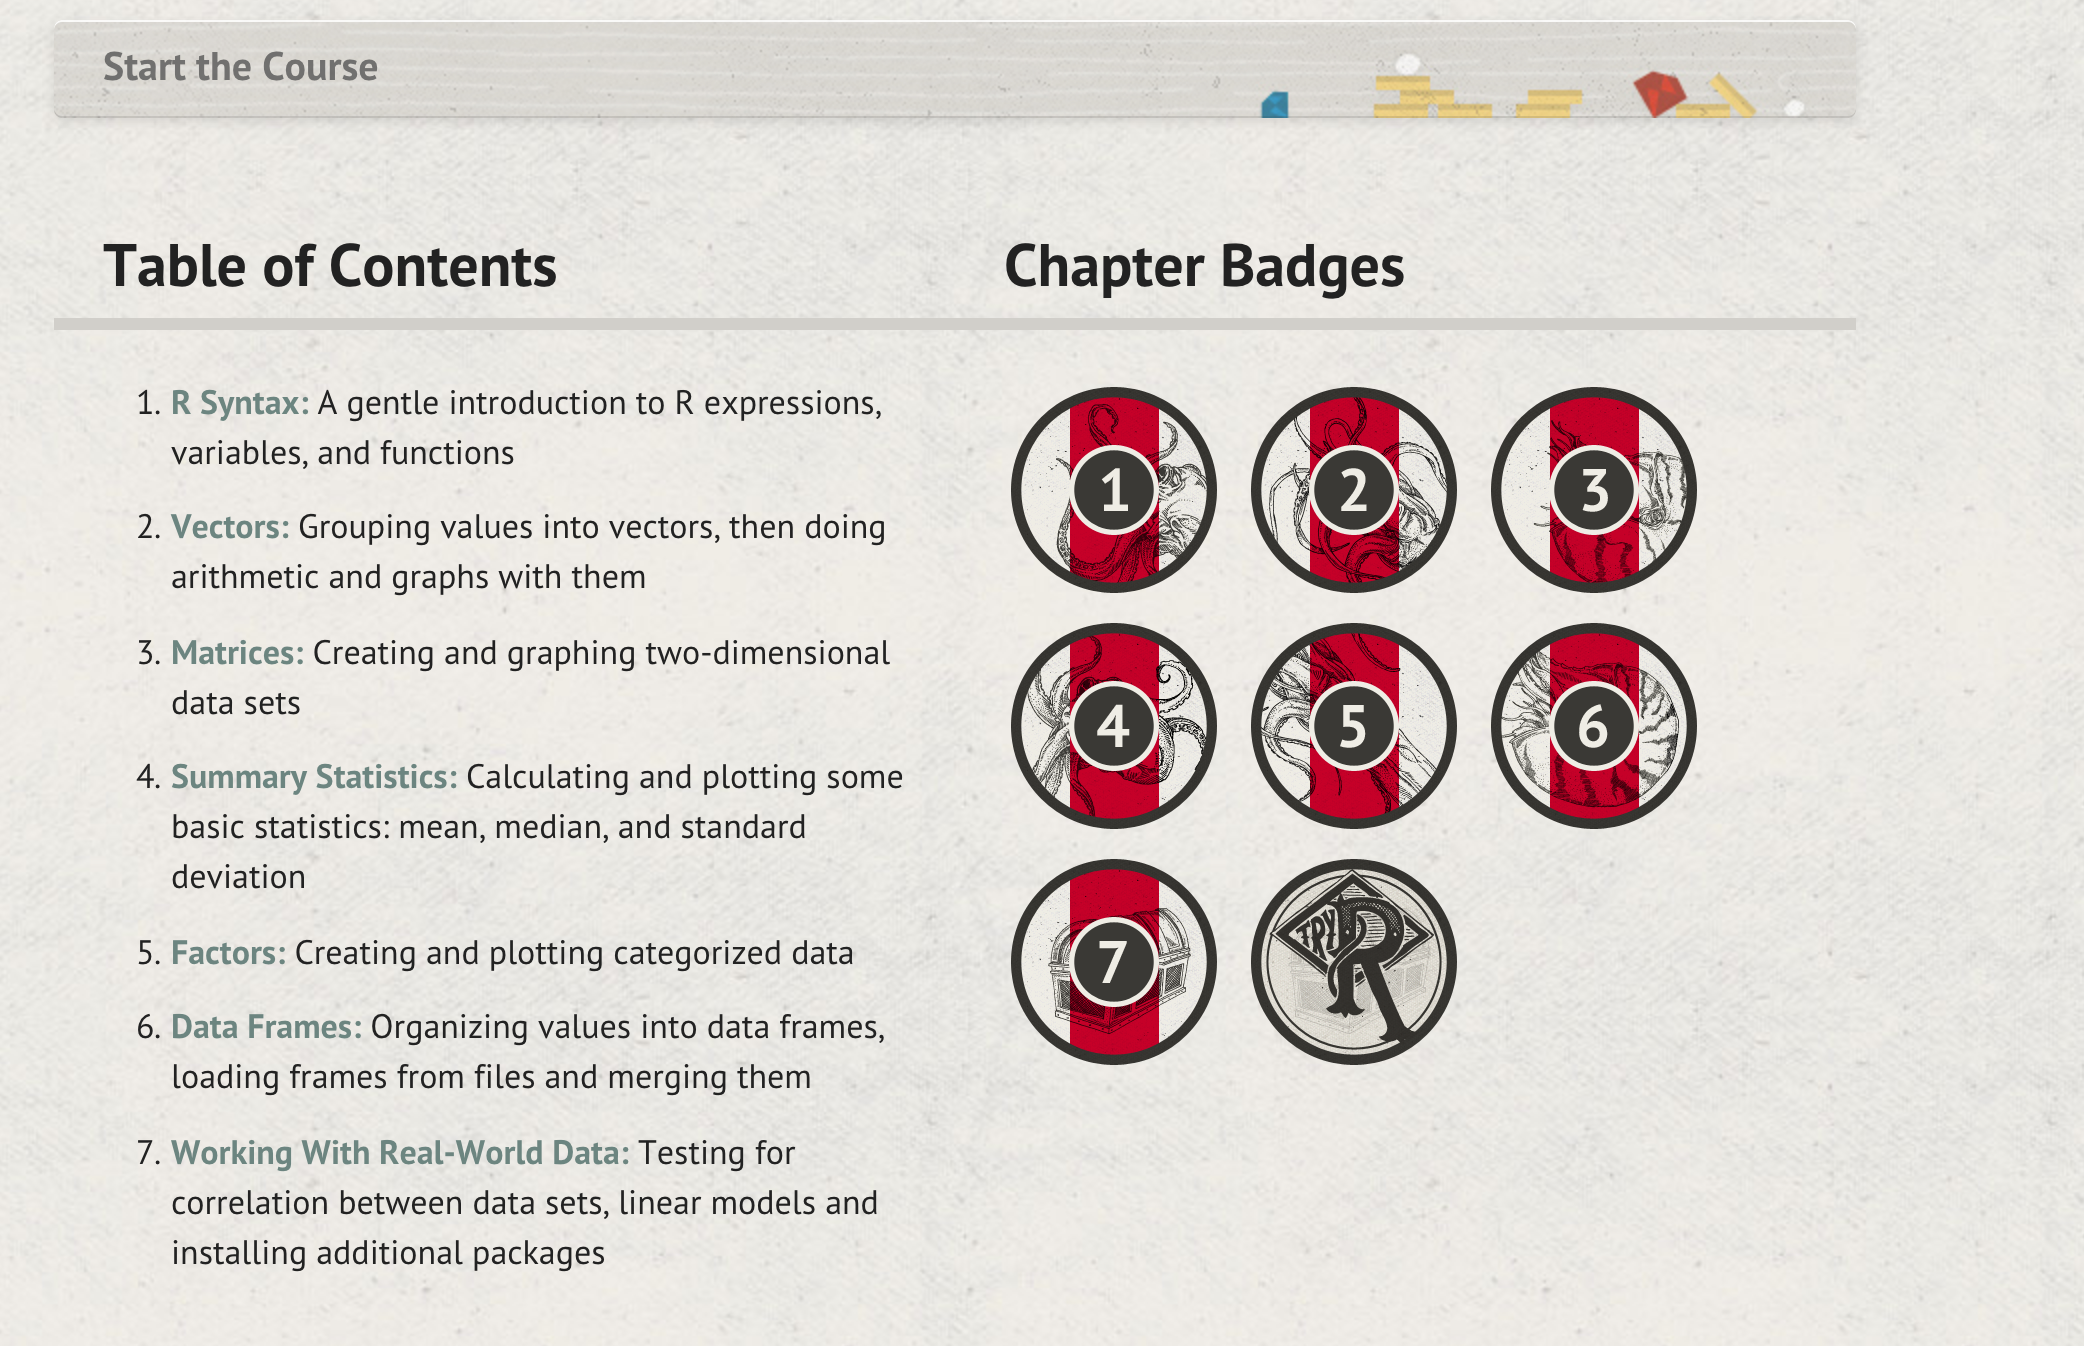 Start the Course
Table of Contents
Chapter Badges
1. R Syntax: A gentle introduction to R expressions,
variables, and functions
2. Vectors: Grouping values into vectors, then doing
arithmetic and graphs with them
3. Matrices: Creating and graphing two-dimensional
data sets
4. Summary Statistics: Calculating and plotting some
basic statistics: mean, median, and standard
deviation
5. Factors: Creating and plotting categorized data
6. Data Frames: Organizing values into data frames,
loading frames from files and merging them
7. Working With Real-World Data: Testing for
correlation between data sets, linear models and
installing additional packages
1 2 3
4 5 6
7 TRY R